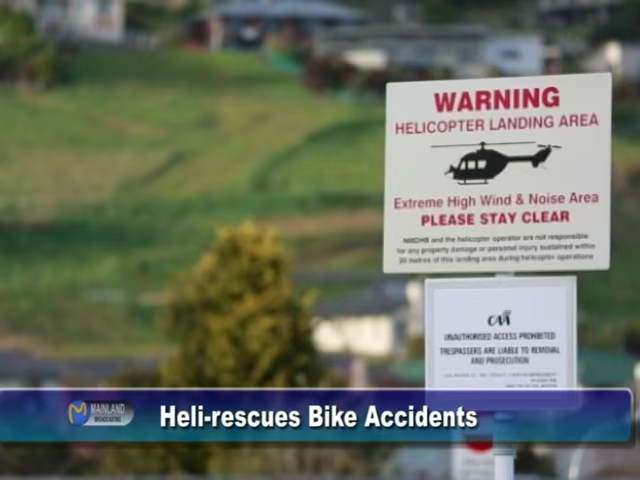 WARNING
HELICOPTER LANDING AREA
Extreme High Wind & Noise Area
PLEASE STAY CLEAR
NMDHB and the helicopter operator are not responsible
for any property damage or personal injury sustained within
30 metres of this landing area during helicopter operations
CAA
UNAUTHORISED ACCESS PROHIBITED
TRESPASSERS ARE LIABLE TO REMOVAL
AND PROSECUTION
MAINLAND
BROADCASTING
Heli-rescues Bike Accidents